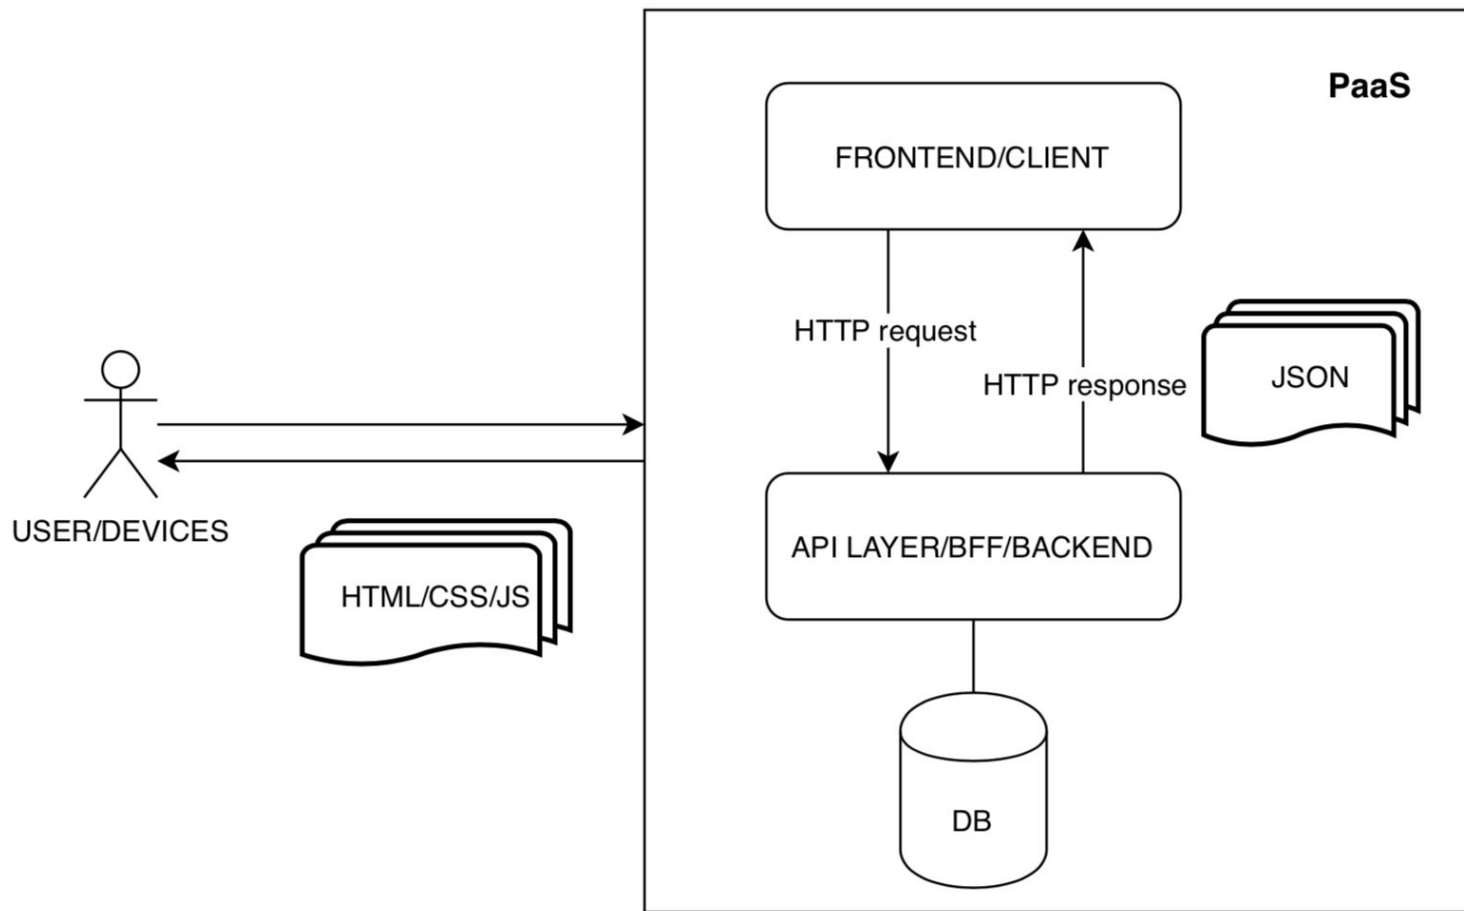 PaaS
FRONTEND/CLIENT
HTTP request
HTTP response
JSON
USER/DEVICES
HTML/CSS/JS
API LAYER/BFF/BACKEND
DB